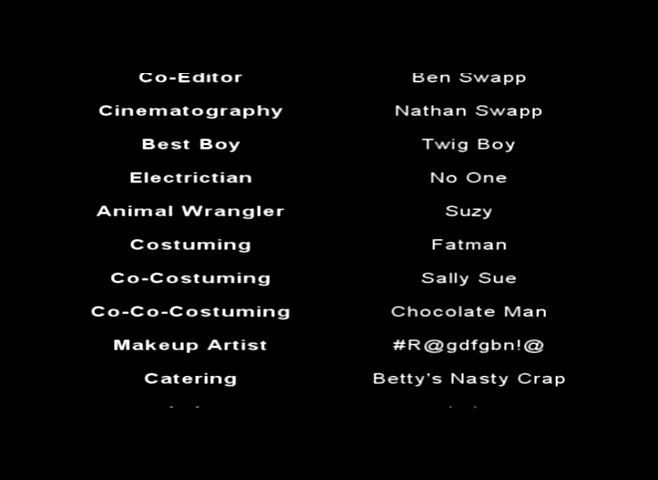 Co-Editor Ben Swapp
Cinematography Nathan Swapp
Best Boy Twig Boy
Electrictian No One
Animal Wrangler Suzy
Costuming Fatman
Co-Costuming Sally Sue
Co-Co-Costuming Chocolate Man
Makeup Artist #R@gdfgbn!@
Catering Betty's Nasty Crap